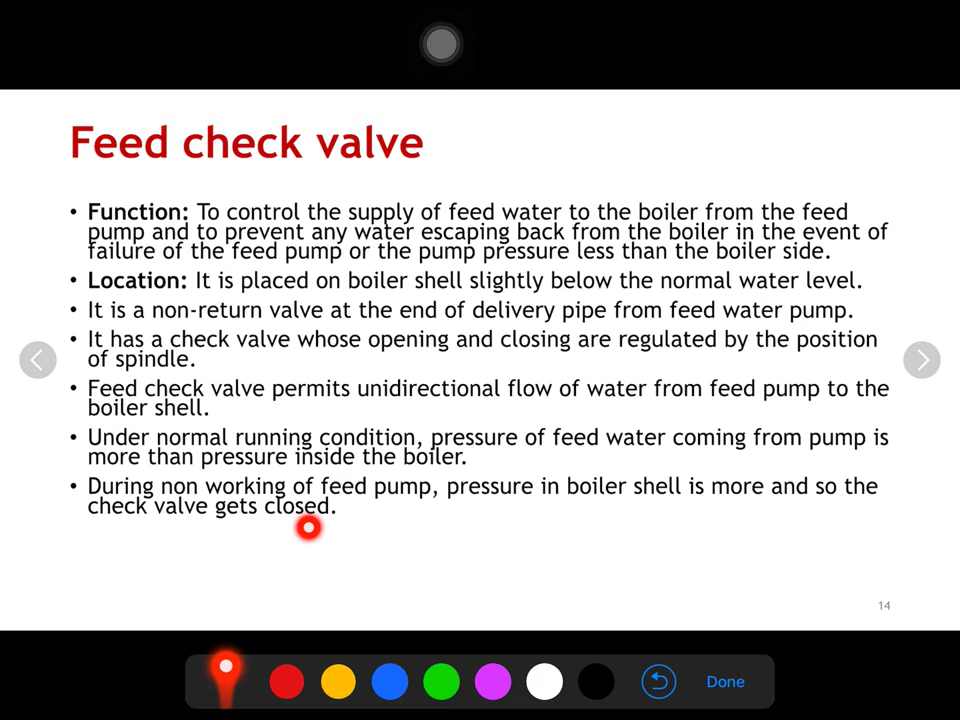 Feed check valve
• Function: To control the supply of feed water to the boiler from the feed
pump and to prevent any water escaping back from the boiler in the event of
failure of the feed pump or the pump pressure less than the boiler side.
• Location: It is placed on boiler shell slightly below the normal water level.
• It is a non-return valve at the end of delivery pipe from feed water pump.
• It has a check valve whose opening and closing are regulated by the position
of spindle.
• Feed check valve permits unidirectional flow of water from feed pump to the
boiler shell.
• Under normal running condition, pressure of feed water coming from pump is
more than pressure inside the boiler.
• During non working of feed pump, pressure in boiler shell is more and so the
check valve gets closed.
14
Done